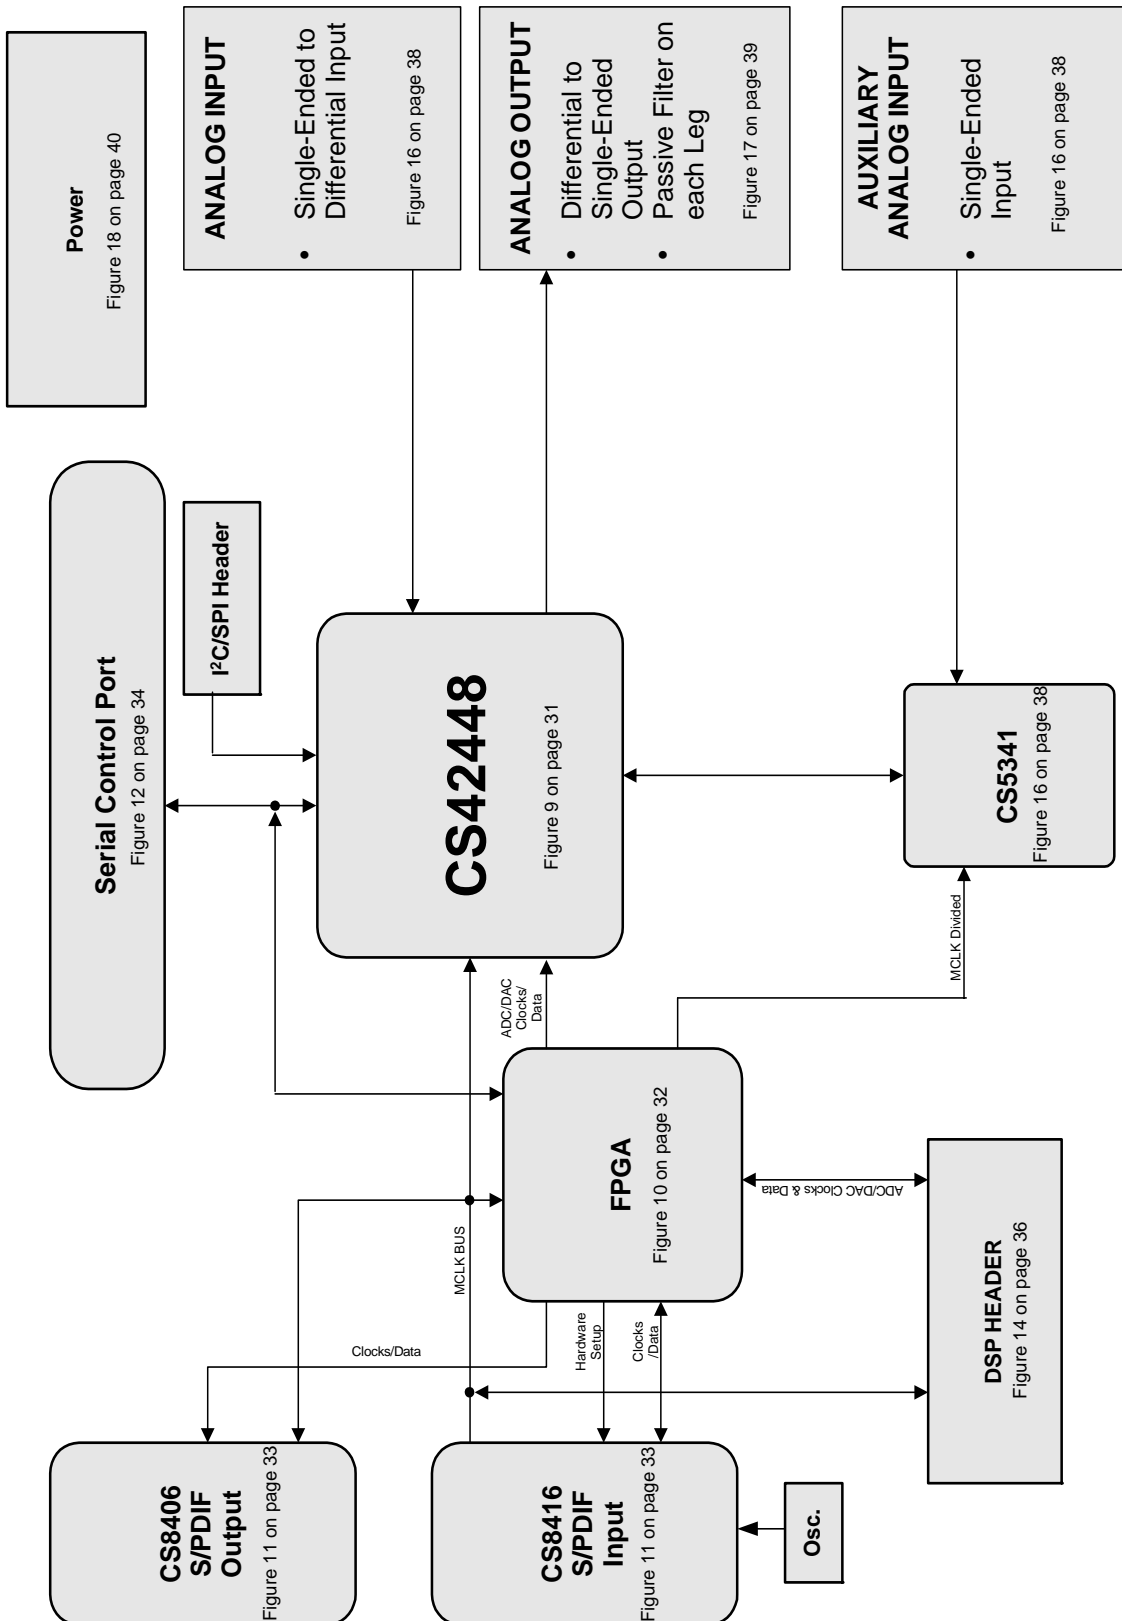 CS8406
S/PDIF
Output
Figure 11 on page 33
CS8416
S/PDIF
Input
Figure 11 on page 33
Osc.
Clocks/Data
MCLK BUS
Hardware
Setup
Clocks
/Data
FPGA
Figure 10 on page 32
DSP HEADER
Figure 14 on page 36
ADC/DAC Clocks & Data
ADC/DAC
Clocks/
Data
MCLK Divided
Serial Control Port
Figure 12 on page 34
I²C/SPI Header
CS42448
Figure 9 on page 31
CS5341
Figure 16 on page 38
Power
Figure 18 on page 40
ANALOG INPUT
• Single-Ended to
Differential Input
Figure 16 on page 38
ANALOG OUTPUT
• Differential to
Single-Ended
Output
• Passive Filter on
each Leg
Figure 17 on page 39
AUXILIARY
ANALOG INPUT
• Single-Ended
Input
Figure 16 on page 38